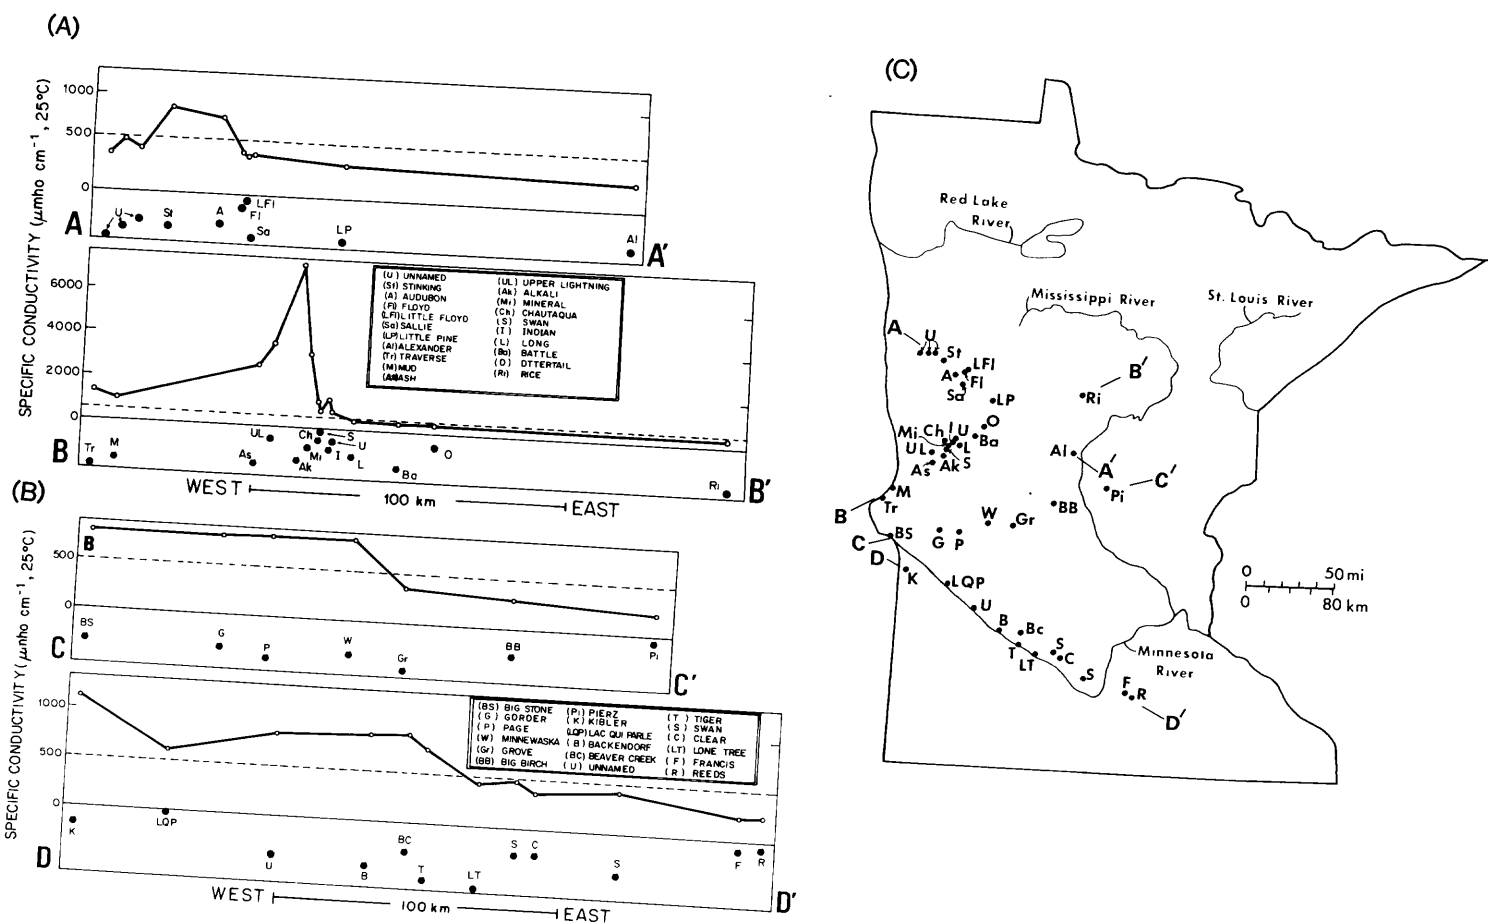 (A)
SPECIFIC CONDUCTIVITY (µmho cm⁻¹, 25°C)
1000
500
0
U St A LFl
Fl
Sa
LP
Al
A A'
6000
4000
2000
0
(U) UNNAMED
(St) STINKING
(A) AUDUBON
(Fl) FLOYD
(LFl) LITTLE FLOYD
(Sa) SALLIE
(LP) LITTLE PINE
(Al) ALEXANDER
(Tr) TRAVERSE
(M) MUD
(As) ASH
(UL) UPPER LIGHTNING
(Ak) ALKALI
(Mi) MINERAL
(Ch) CHAUTAQUA
(S) SWAN
(I) INDIAN
(L) LONG
(Ba) BATTLE
(O) OTTERTAIL
(Ri) RICE
Tr M UL Ch S
U
As Ak Mi I L
Ba
O
Ri
B B'
WEST 100 km EAST
(B)
SPECIFIC CONDUCTIVITY (µmho cm⁻¹, 25°C)
B
500
0
BS G P W Gr BB Pi
C C'
1000
500
0
(BS) BIG STONE
(G) GORDER
(P) PAGE
(W) MINNEWASKA
(Gr) GROVE
(BB) BIG BIRCH
(Pi) PIERZ
(K) KIBLER
(LQP) LAC QUI PARLE
(B) BACKENDORF
(BC) BEAVER CREEK
(U) UNNAMED
(T) TIGER
(S) SWAN
(C) CLEAR
(LT) LONE TREE
(F) FRANCIS
(R) REEDS
K LQP U B BC T LT S C S F R
D D'
WEST 100 km EAST
(C)
Red Lake
River
Mississippi River
St. Louis River
A U
St
LFl
A Fl
Sa
LP
B'
Ri
O
Mi Ch I U Ba
UL L
As Ak S
Al
A' C'
Pi
M
B Tr
BB
W Gr
C BS G P
D
K LQP
U
B Bc
T LT S C
S
F R
D'
Minnesota
River
0 50 mi
0 80 km